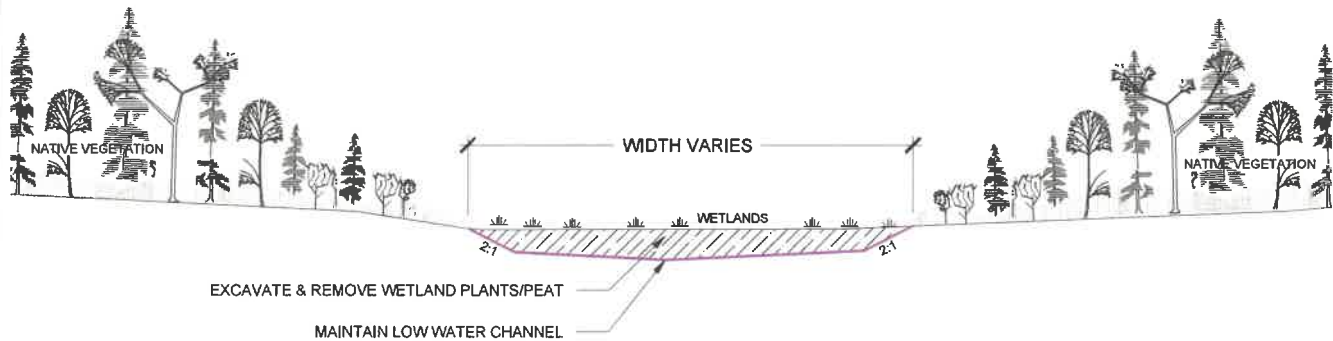 WIDTH VARIES
NATIVE VEGETATION
NATIVE VEGETATION
WETLANDS
2:1
2:1
EXCAVATE & REMOVE WETLAND PLANTS/PEAT
MAINTAIN LOW WATER CHANNEL